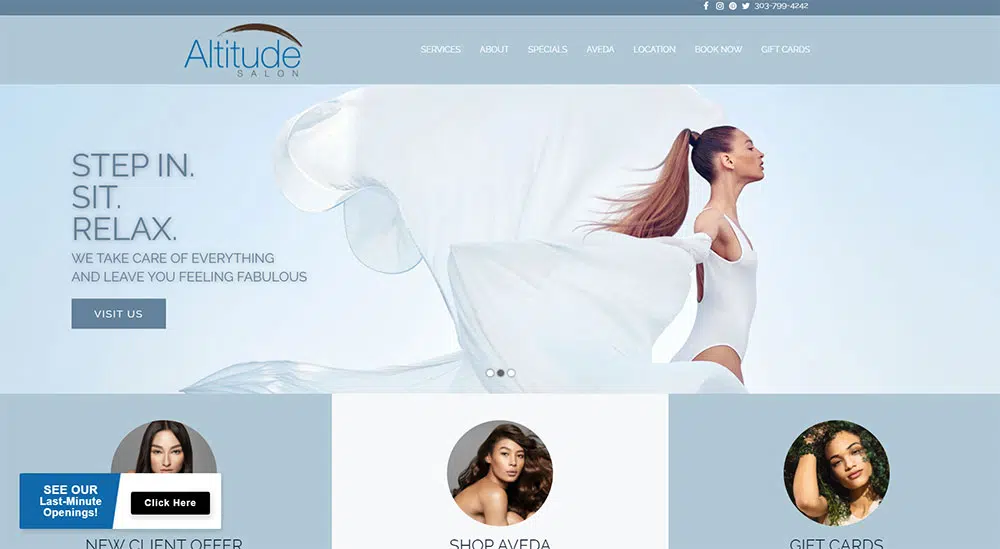 303-799-4242
Altitude
SALON
SERVICES ABOUT SPECIALS AVEDA LOCATION BOOK NOW GIFT CARDS
STEP IN.
SIT.
RELAX.
WE TAKE CARE OF EVERYTHING
AND LEAVE YOU FEELING FABULOUS
VISIT US
SEE OUR
Last-Minute
Openings!
Click Here
NEW CLIENT OFFER
SHOP AVEDA
GIFT CARDS